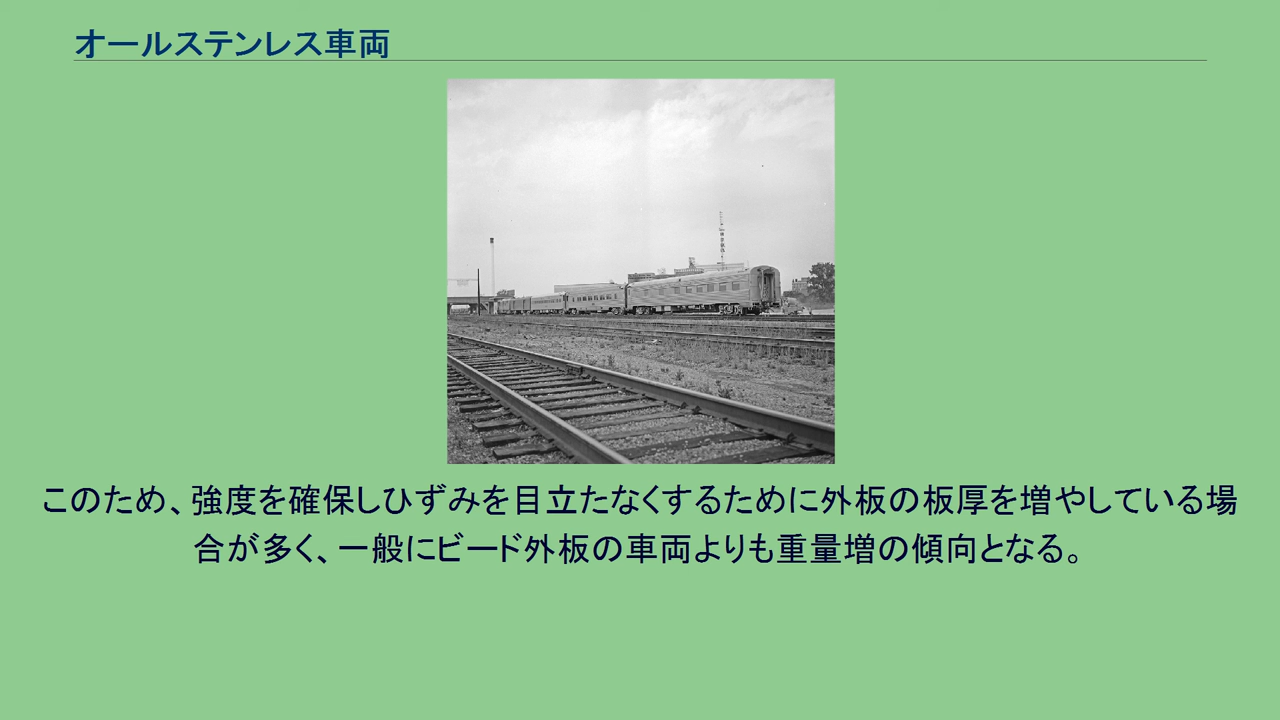 オールステンレス車両
このため、強度を確保しひずみを目立たなくするために外板の板厚を増やしている場
合が多く、一般にビード外板の車両よりも重量増の傾向となる。